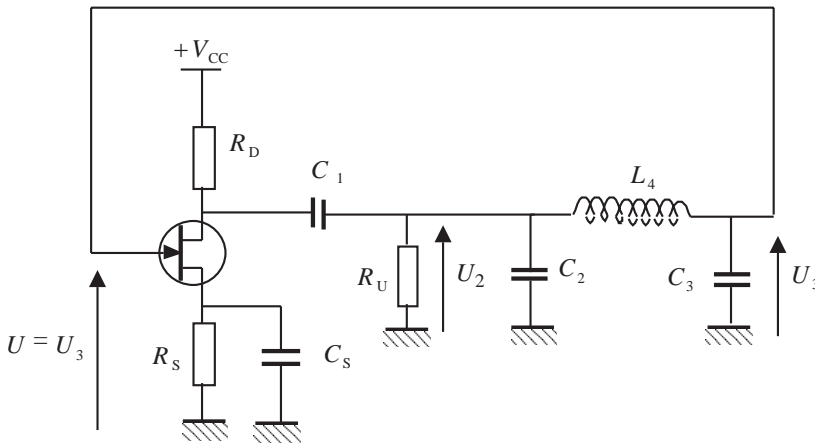 +V_CC
R_D
C_1
L_4
R_U
U_2
C_2
C_3
U_3
U = U_3
R_S
C_S